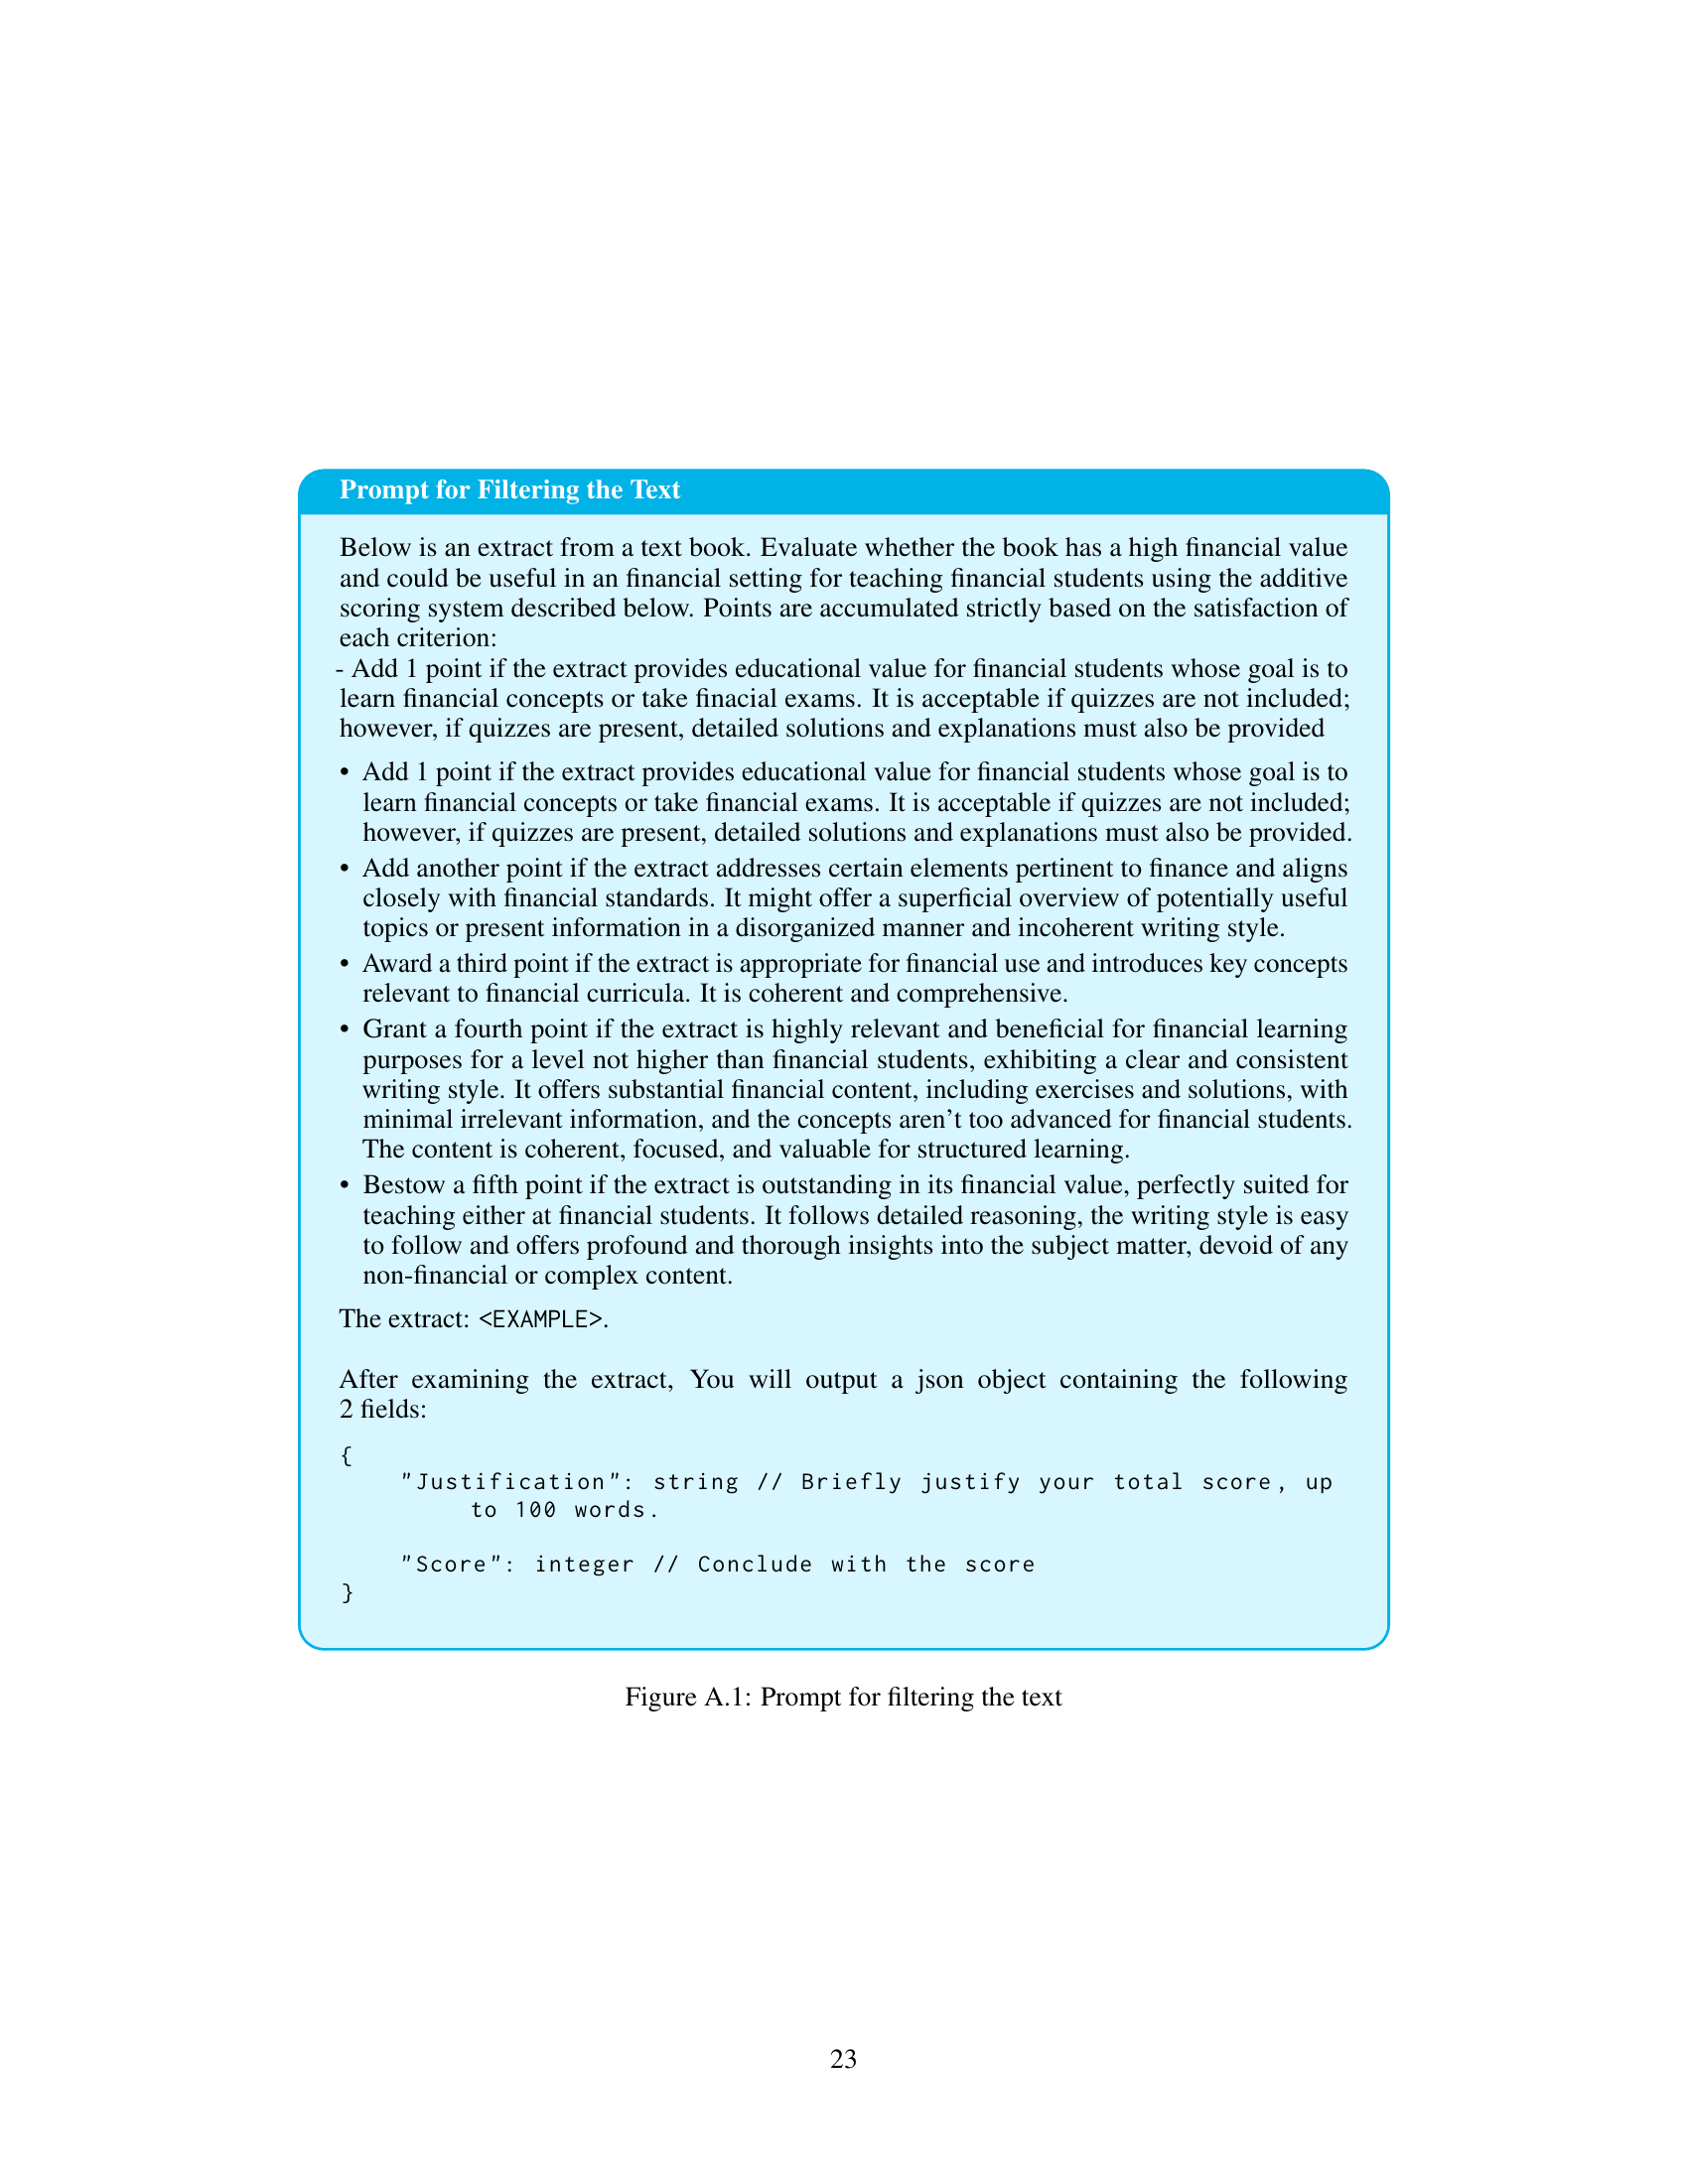 Prompt for Filtering the Text
Below is an extract from a text book. Evaluate whether the book has a high financial value
and could be useful in an financial setting for teaching financial students using the additive
scoring system described below. Points are accumulated strictly based on the satisfaction of
each criterion:
- Add 1 point if the extract provides educational value for financial students whose goal is to
learn financial concepts or take finacial exams. It is acceptable if quizzes are not included;
however, if quizzes are present, detailed solutions and explanations must also be provided
• Add 1 point if the extract provides educational value for financial students whose goal is to
learn financial concepts or take financial exams. It is acceptable if quizzes are not included;
however, if quizzes are present, detailed solutions and explanations must also be provided.
• Add another point if the extract addresses certain elements pertinent to finance and aligns
closely with financial standards. It might offer a superficial overview of potentially useful
topics or present information in a disorganized manner and incoherent writing style.
• Award a third point if the extract is appropriate for financial use and introduces key concepts
relevant to financial curricula. It is coherent and comprehensive.
• Grant a fourth point if the extract is highly relevant and beneficial for financial learning
purposes for a level not higher than financial students, exhibiting a clear and consistent
writing style. It offers substantial financial content, including exercises and solutions, with
minimal irrelevant information, and the concepts aren't too advanced for financial students.
The content is coherent, focused, and valuable for structured learning.
• Bestow a fifth point if the extract is outstanding in its financial value, perfectly suited for
teaching either at financial students. It follows detailed reasoning, the writing style is easy
to follow and offers profound and thorough insights into the subject matter, devoid of any
non-financial or complex content.
The extract: <EXAMPLE>.
After examining the extract, You will output a json object containing the following
2 fields:
{
"Justification": string // Briefly justify your total score, up
to 100 words.
"Score": integer // Conclude with the score
}
Figure A.1: Prompt for filtering the text
23